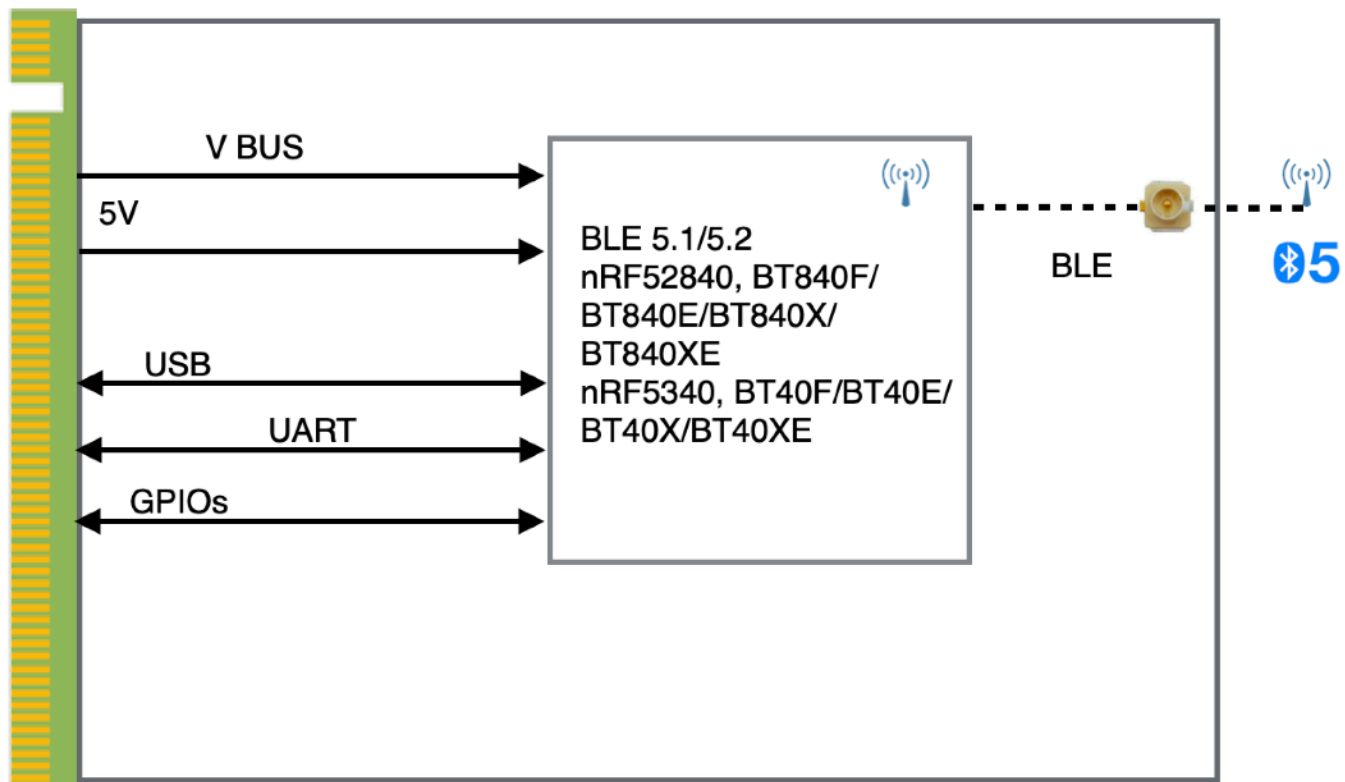 V BUS
5V
USB
UART
GPIOs
BLE 5.1/5.2
nRF52840, BT840F/
BT840E/BT840X/
BT840XE
nRF5340, BT40F/BT40E/
BT40X/BT40XE
BLE
5